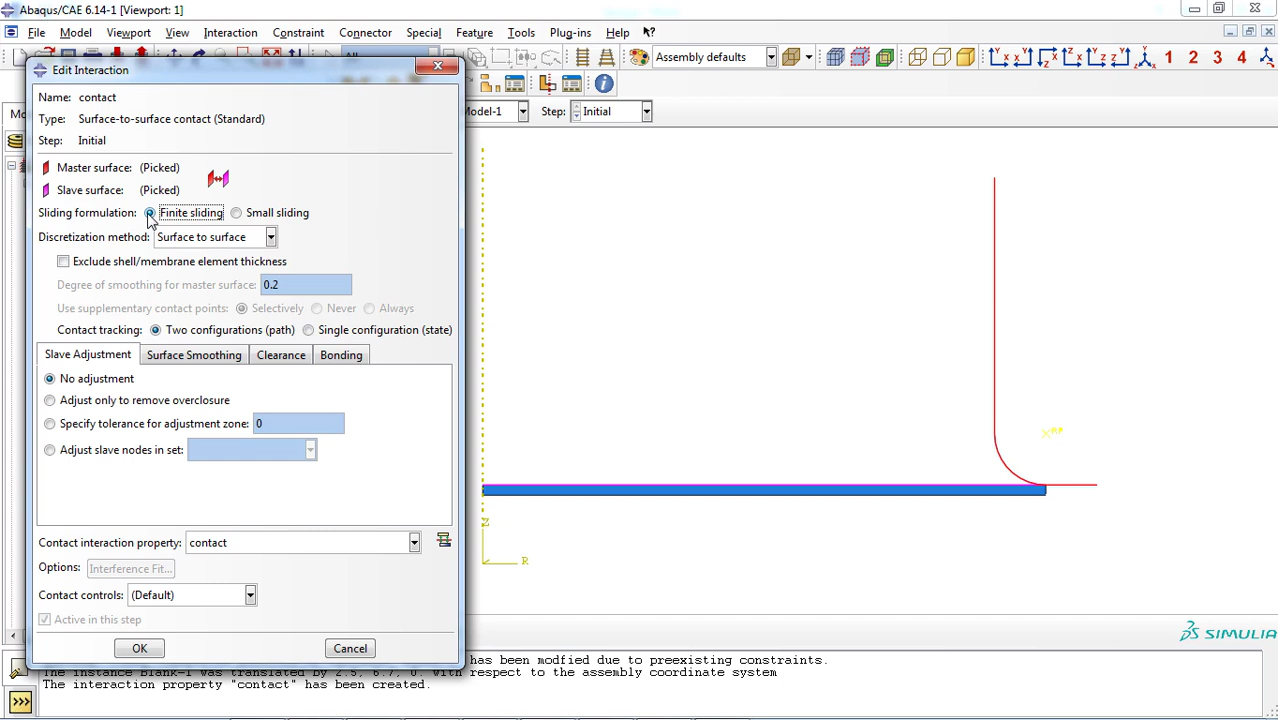 Abaqus/CAE 6.14-1 [Viewport: 1]
File Model Viewport View Interaction Constraint Connector Special Feature Tools Plug-ins Help
All Assembly defaults 1 2 3 4
Edit Interaction
Name: contact
Type: Surface-to-surface contact (Standard)
Step: Initial
Mo
Model-1 Step: Initial
Master surface: (Picked)
Slave surface: (Picked)
Sliding formulation: Finite sliding Small sliding
Discretization method: Surface to surface
Exclude shell/membrane element thickness
Degree of smoothing for master surface: 0.2
Use supplementary contact points: Selectively Never Always
Contact tracking: Two configurations (path) Single configuration (state)
Slave Adjustment Surface Smoothing Clearance Bonding
No adjustment
Adjust only to remove overclosure
Specify tolerance for adjustment zone: 0
Adjust slave nodes in set:
Contact interaction property: contact
Options: Interference Fit...
Contact controls: (Default)
Active in this step
OK Cancel
RP
Z
R
SIMULIA
has been modfied due to preexisting constraints.
The instance Blank-1 was translated by 2.5, 6.7, 0. with respect to the assembly coordinate system
The interaction property "contact" has been created.
>>>